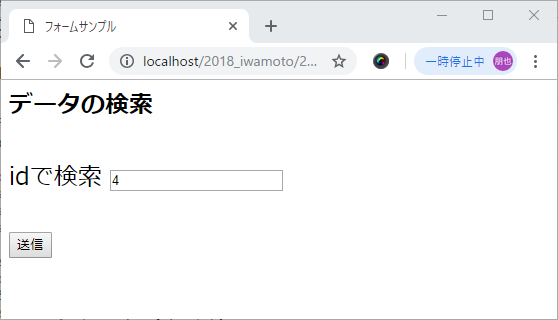 フォームサンプル
localhost/2018_iwamoto/2...
一時停止中 朋也
データの検索
idで検索 4
送信